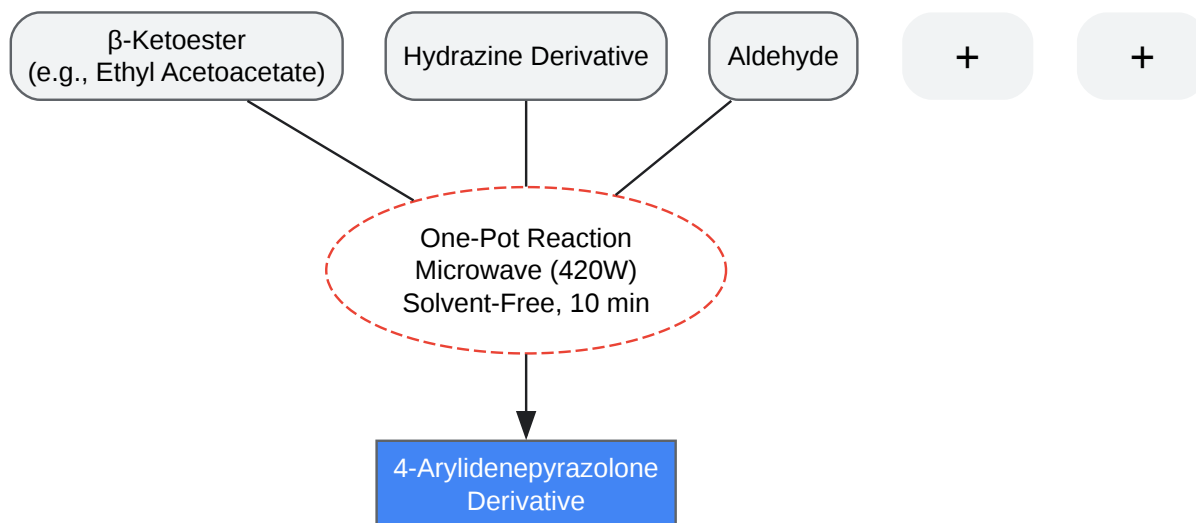 β-Ketoester
(e.g., Ethyl Acetoacetate)
Hydrazine Derivative
Aldehyde
+
+
One-Pot Reaction
Microwave (420W)
Solvent-Free, 10 min
4-Arylidenepyrazolone
Derivative